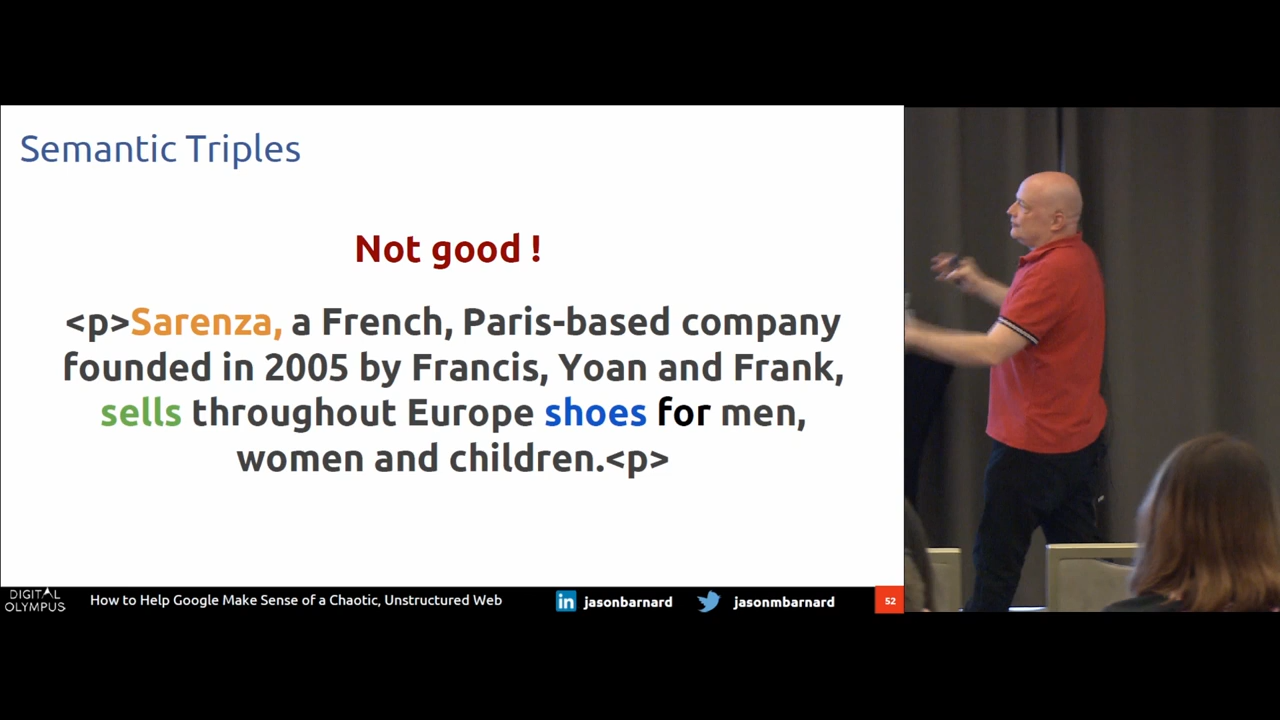 Semantic Triples
Not good !
<p>Sarenza, a French, Paris-based company
founded in 2005 by Francis, Yoan and Frank,
sells throughout Europe shoes for men,
women and children.<p>
DIGITAL
OLYMPUS
How to Help Google Make Sense of a Chaotic, Unstructured Web
in jasonbarnard
jasonmbarnard
52